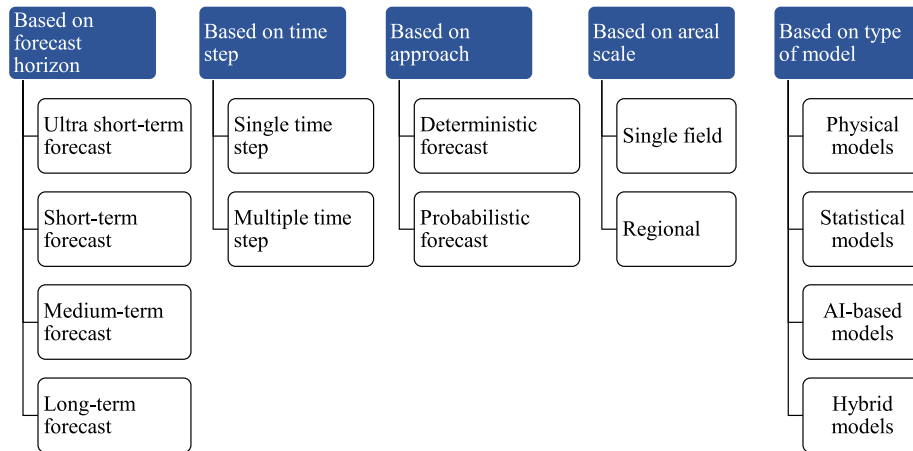 Based on
forecast
horizon
Ultra short-term
forecast
Short-term
forecast
Medium-term
forecast
Long-term
forecast
Based on time
step
Single time
step
Multiple time
step
Based on
approach
Deterministic
forecast
Probabilistic
forecast
Based on areal
scale
Single field
Regional
Based on type
of model
Physical
models
Statistical
models
AI-based
models
Hybrid
models